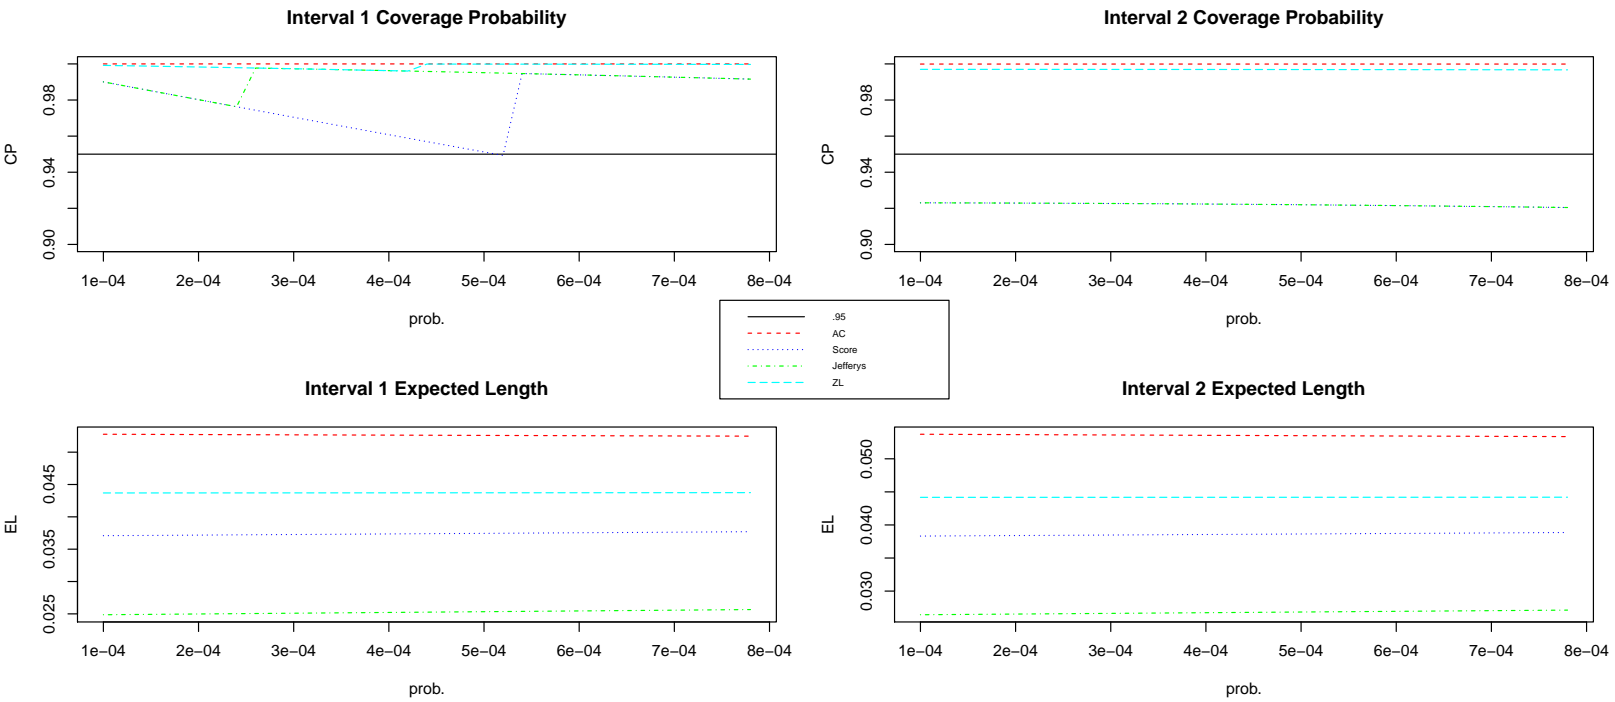 Interval 1 Coverage Probability
CP
0.98
0.94
0.90
1e−04 2e−04 3e−04 4e−04 5e−04 6e−04 7e−04 8e−04
prob.
Interval 2 Coverage Probability
CP
0.98
0.94
0.90
1e−04 2e−04 3e−04 4e−04 5e−04 6e−04 7e−04 8e−04
prob.
.95
AC
Score
Jefferys
ZL
Interval 1 Expected Length
EL
0.045
0.035
0.025
1e−04 2e−04 3e−04 4e−04 5e−04 6e−04 7e−04 8e−04
prob.
Interval 2 Expected Length
EL
0.050
0.040
0.030
1e−04 2e−04 3e−04 4e−04 5e−04 6e−04 7e−04 8e−04
prob.